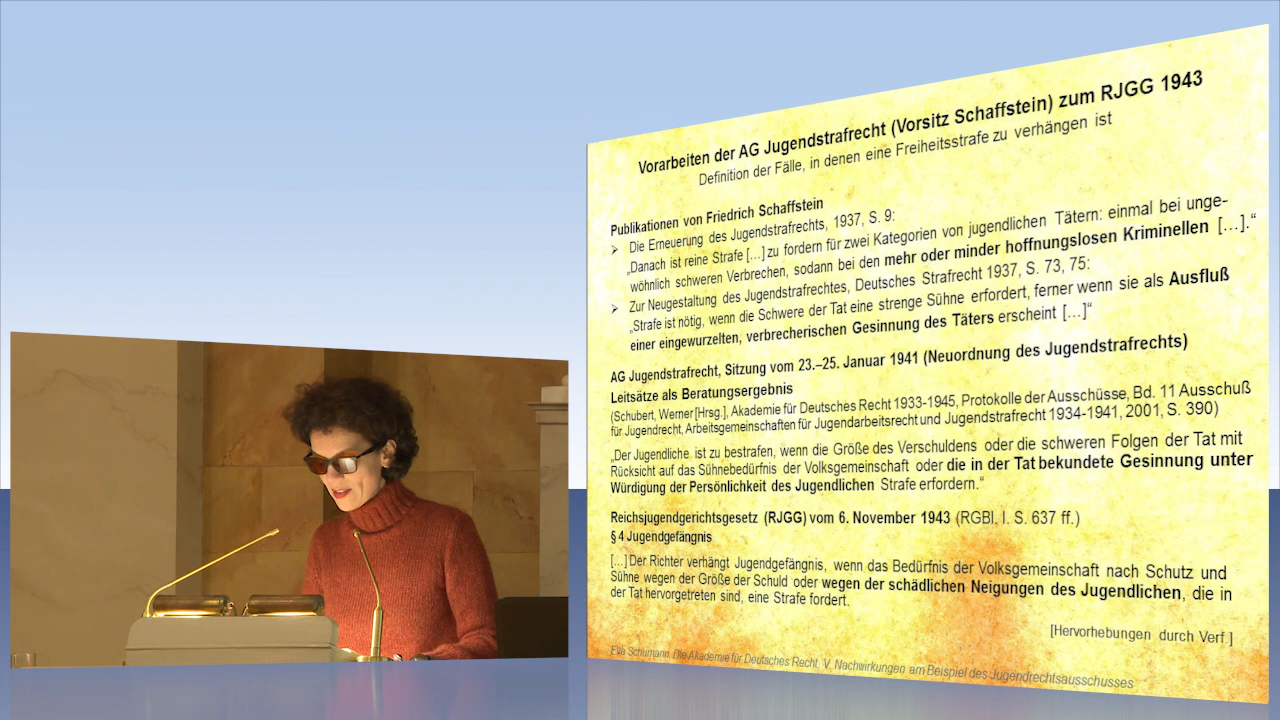 Vorarbeiten der AG Jugendstrafrecht (Vorsitz Schaffstein) zum RJGG 1943
Definition der Fälle, in denen eine Freiheitsstrafe zu verhängen ist
Publikationen von Friedrich Schaffstein
➢ Die Erneuerung des Jugendstrafrechts, 1937, S. 9:
„Danach ist reine Strafe [...] zu fordern für zwei Kategorien von jugendlichen Tätern: einmal bei unge-
wöhnlich schweren Verbrechen, sodann bei den mehr oder minder hoffnungslosen Kriminellen [...].“
➢ Zur Neugestaltung des Jugendstrafrechtes, Deutsches Strafrecht 1937, S. 73, 75:
„Strafe ist nötig, wenn die Schwere der Tat eine strenge Sühne erfordert, ferner wenn sie als Ausfluß
einer eingewurzelten, verbrecherischen Gesinnung des Täters erscheint [...]“
AG Jugendstrafrecht, Sitzung vom 23.–25. Januar 1941 (Neuordnung des Jugendstrafrechts)
Leitsätze als Beratungsergebnis
(Schubert, Werner [Hrsg.], Akademie für Deutsches Recht 1933-1945, Protokolle der Ausschüsse, Bd. 11 Ausschuß
für Jugendrecht, Arbeitsgemeinschaften für Jugendarbeitsrecht und Jugendstrafrecht 1934-1941, 2001, S. 390)
„Der Jugendliche ist zu bestrafen, wenn die Größe des Verschuldens oder die schweren Folgen der Tat mit
Rücksicht auf das Sühnebedürfnis der Volksgemeinschaft oder die in der Tat bekundete Gesinnung unter
Würdigung der Persönlichkeit des Jugendlichen Strafe erfordern.“
Reichsjugendgerichtsgesetz (RJGG) vom 6. November 1943 (RGBl. I. S. 637 ff.)
§ 4 Jugendgefängnis
[...] Der Richter verhängt Jugendgefängnis, wenn das Bedürfnis der Volksgemeinschaft nach Schutz und
Sühne wegen der Größe der Schuld oder wegen der schädlichen Neigungen des Jugendlichen, die in
der Tat hervorgetreten sind, eine Strafe fordert.
[Hervorhebungen durch Verf.]
Eva Schumann, Die Akademie für Deutsches Recht. V. Nachwirkungen am Beispiel des Jugendrechtsausschusses